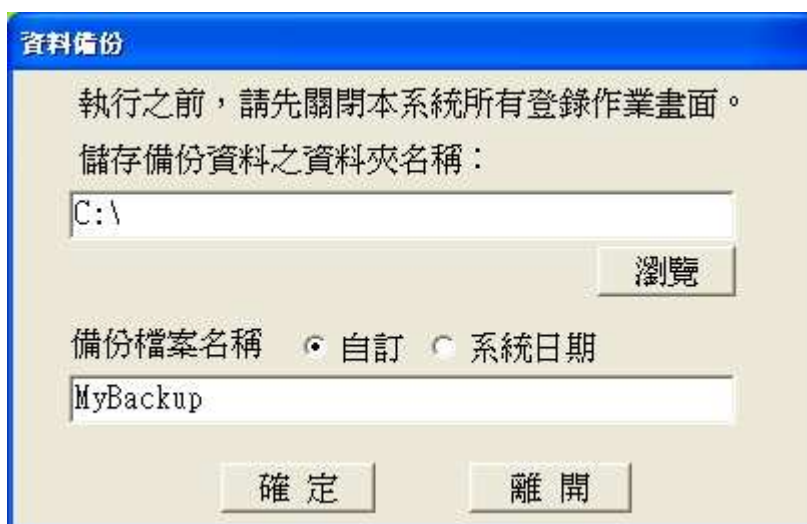 資料備份
執行之前，請先關閉本系統所有登錄作業畫面。
儲存備份資料之資料夾名稱：
C:\
瀏覽
備份檔案名稱 自訂 系統日期
MyBackup
確 定 離 開